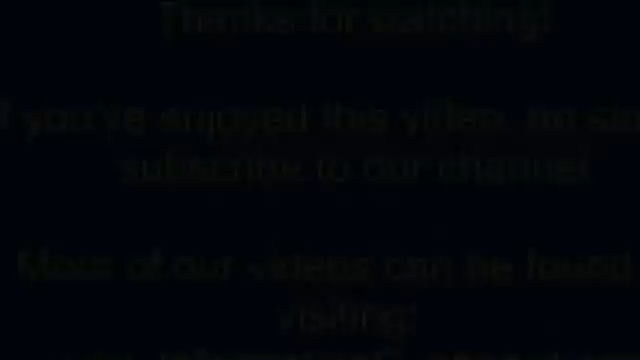 Thanks for watching!
you've enjoyed this video,
subscribe to our channel
More of our videos can be found
visiting: